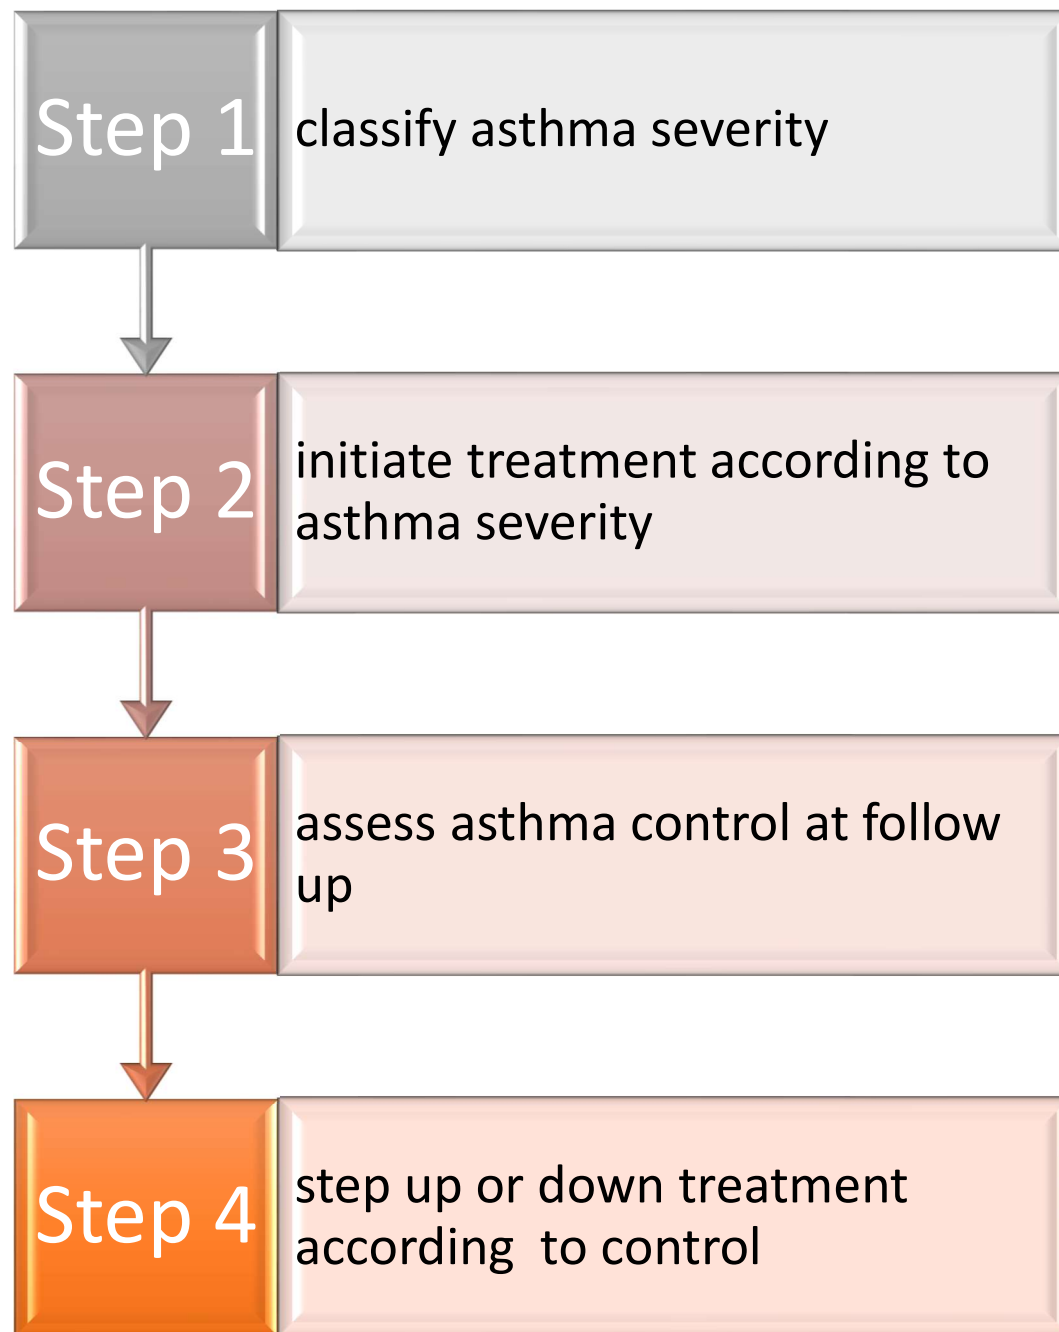 Step 1
classify asthma severity
Step 2
initiate treatment according to
asthma severity
Step 3
assess asthma control at follow
up
Step 4
step up or down treatment
according  to control